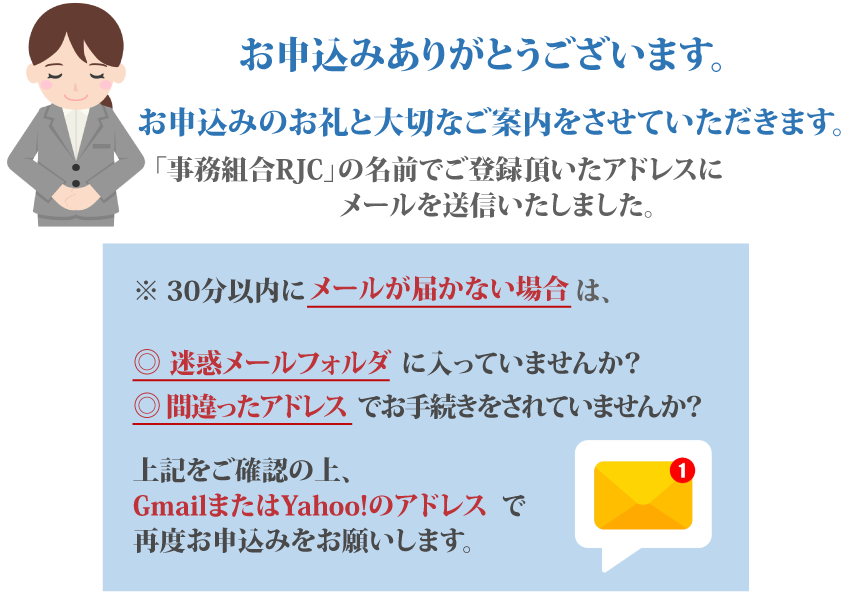 お申込みありがとうございます。
お申込みのお礼と大切なご案内をさせていただきます。
「事務組合RJC」の名前でご登録頂いたアドレスに
メールを送信いたしました。
※ 30分以内にメールが届かない場合は、
◎ 迷惑メールフォルダ に入っていませんか？
◎間違ったアドレス でお手続きをされていませんか？
上記をご確認の上、
GmailまたはYahoo!のアドレス で
再度お申込みをお願いします。
1